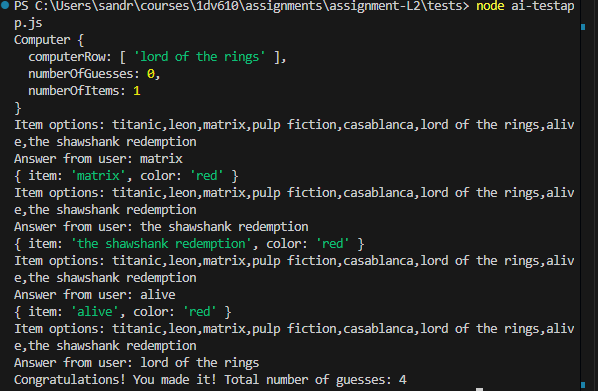 PS C:\Users\sandr\courses\1dv610\assignments\assignment-L2\tests> node ai-testap
p.js
Computer {
  computerRow: [ 'lord of the rings' ],
  numberOfGuesses: 0,
  numberOfItems: 1
}
Item options: titanic,leon,matrix,pulp fiction,casablanca,lord of the rings,aliv
e,the shawshank redemption
Answer from user: matrix
{ item: 'matrix', color: 'red' }
Item options: titanic,leon,matrix,pulp fiction,casablanca,lord of the rings,aliv
e,the shawshank redemption
Answer from user: the shawshank redemption
{ item: 'the shawshank redemption', color: 'red' }
Item options: titanic,leon,matrix,pulp fiction,casablanca,lord of the rings,aliv
e,the shawshank redemption
Answer from user: alive
{ item: 'alive', color: 'red' }
Item options: titanic,leon,matrix,pulp fiction,casablanca,lord of the rings,aliv
e,the shawshank redemption
Answer from user: lord of the rings
Congratulations! You made it! Total number of guesses: 4